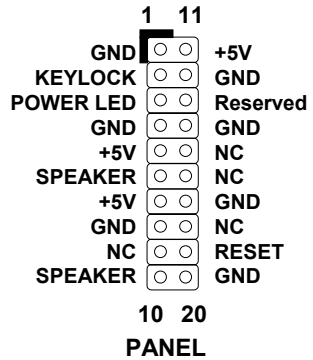 1 11
GND +5V
KEYLOCK GND
POWER LED Reserved
GND GND
+5V NC
SPEAKER NC
+5V GND
GND NC
NC RESET
SPEAKER GND
10 20
PANEL